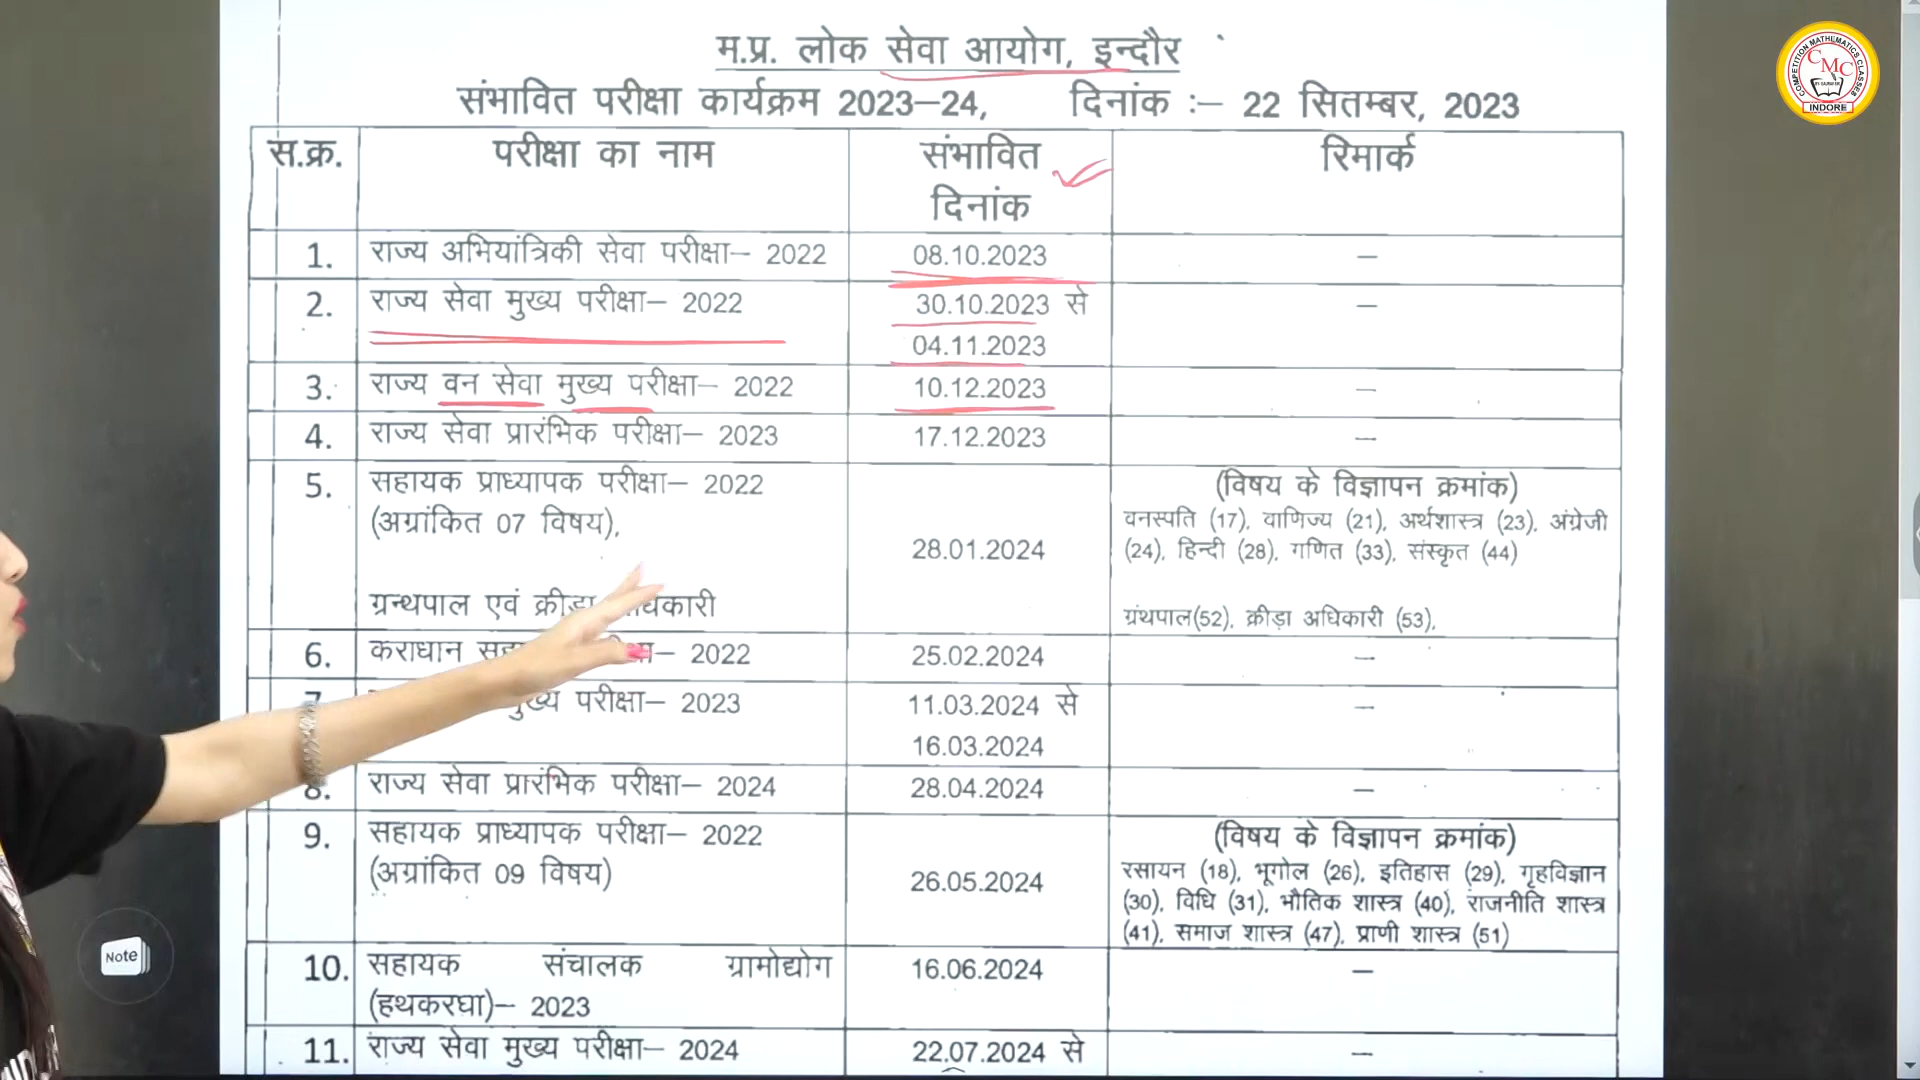 म.प्र. लोक सेवा आयोग, इन्दौर
संभावित परीक्षा कार्यक्रम 2023–24, दिनांक :– 22 सितम्बर, 2023
स.क्र. परीक्षा का नाम संभावित दिनांक रिमार्क
1. राज्य अभियांत्रिकी सेवा परीक्षा– 2022 08.10.2023 –
2. राज्य सेवा मुख्य परीक्षा– 2022 30.10.2023 से –
04.11.2023
3. राज्य वन सेवा मुख्य परीक्षा– 2022 10.12.2023 –
4. राज्य सेवा प्रारंभिक परीक्षा– 2023 17.12.2023 –
5. सहायक प्राध्यापक परीक्षा– 2022 (विषय के विज्ञापन क्रमांक)
(अग्रांकित 07 विषय), वनस्पति (17), वाणिज्य (21), अर्थशास्त्र (23), अंग्रेजी
28.01.2024 (24), हिन्दी (28), गणित (33), संस्कृत (44)
ग्रन्थपाल एवं ग्रंथपाल(52), क्रीड़ा अधिकारी (53),
6. कराधान – 2022 25.02.2024 –
परीक्षा– 2023 11.03.2024 से –
16.03.2024
8. राज्य सेवा प्रारंभिक परीक्षा– 2024 28.04.2024 –
9. सहायक प्राध्यापक परीक्षा– 2022 (विषय के विज्ञापन क्रमांक)
(अग्रांकित 09 विषय) 26.05.2024 रसायन (18), भूगोल (26), इतिहास (29), गृहविज्ञान
(30), विधि (31), भौतिक शास्त्र (40), राजनीति शास्त्र
(41), समाज शास्त्र (47), प्राणी शास्त्र (51)
10. सहायक संचालक ग्रामोद्योग 16.06.2024 –
(हथकरघा)– 2023
11. राज्य सेवा मुख्य परीक्षा– 2024 22.07.2024 से –
COMPETITION MATHEMATICS CLASSES
CMC
INDORE
Note